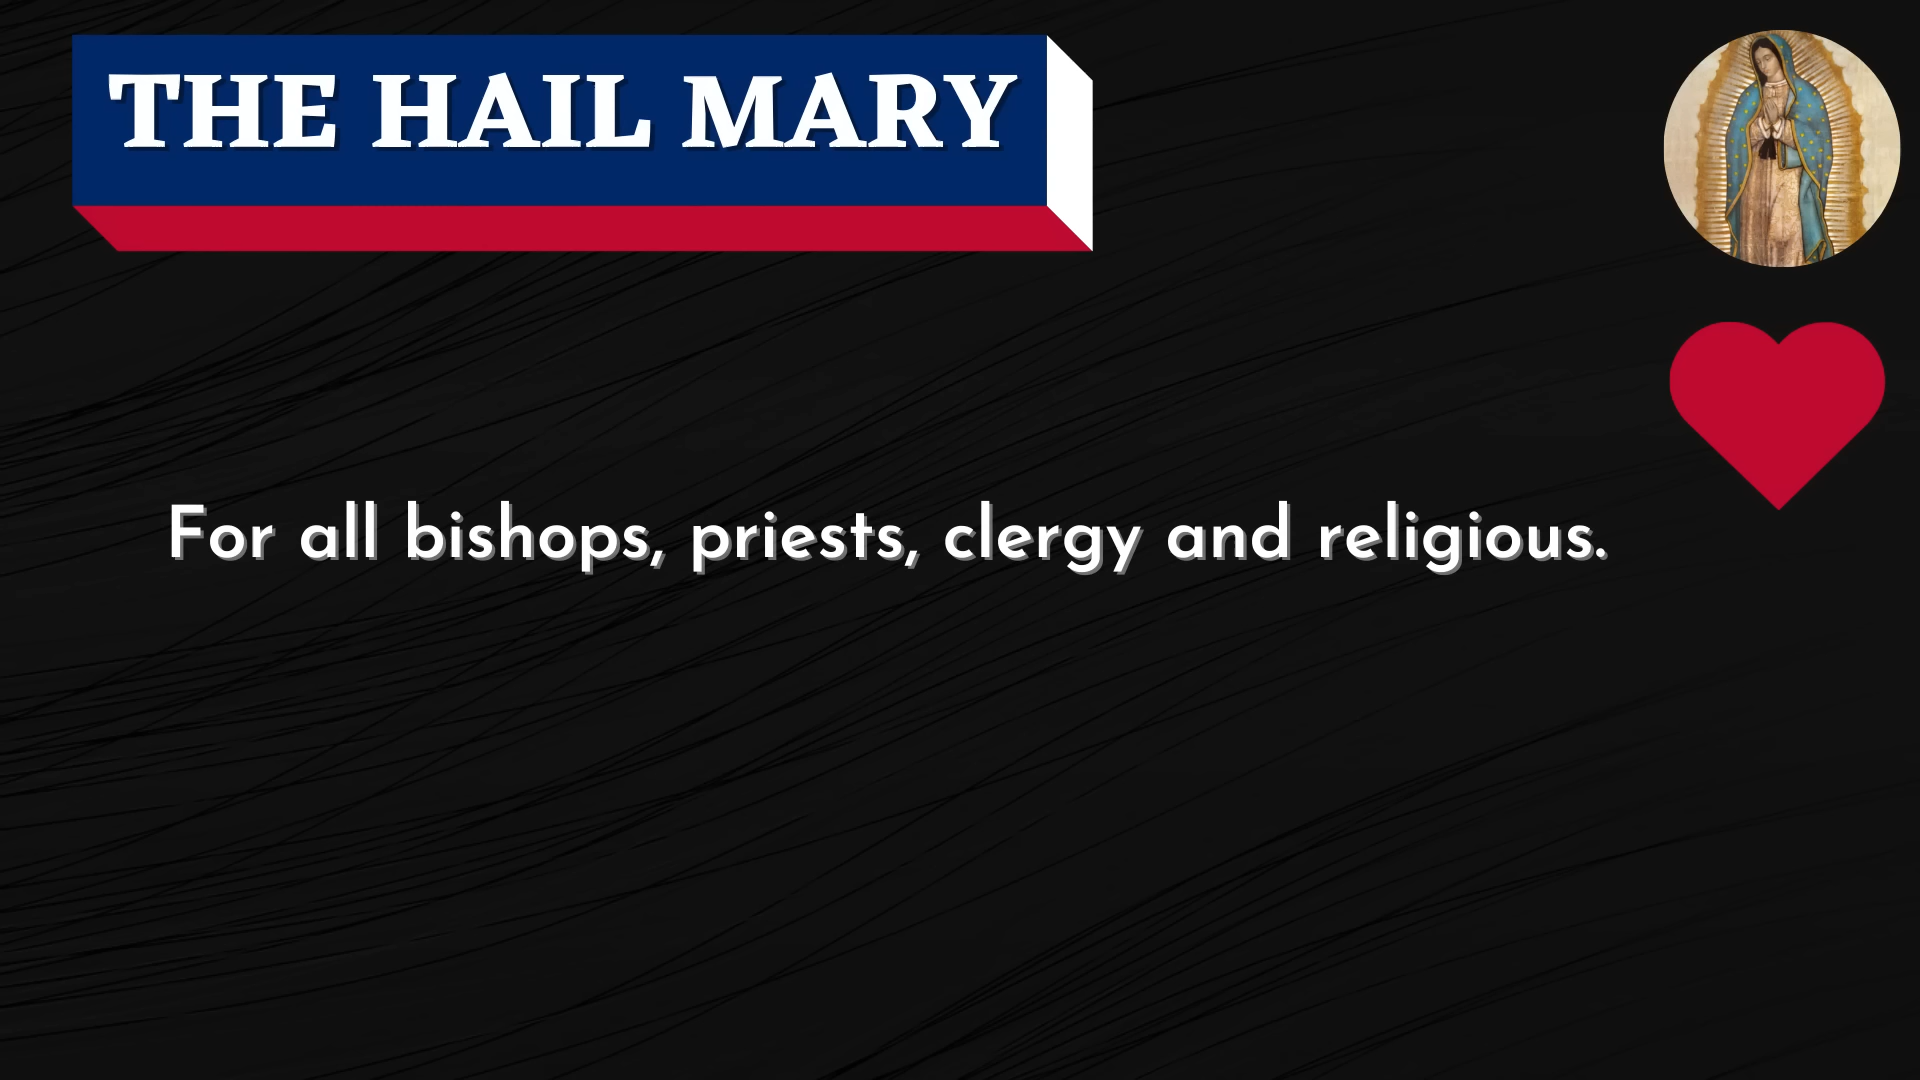 THE HAIL MARY
For all bishops, priests, clergy and religious.